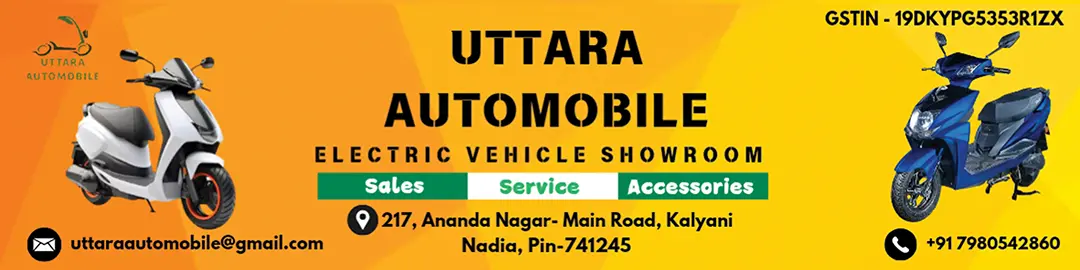 UTTARA
AUTOMOBILE
GSTIN - 19DKYPG5353R1ZX
UTTARA
AUTOMOBILE
ELECTRIC VEHICLE SHOWROOM
Sales
Service
Accessories
217, Ananda Nagar- Main Road, Kalyani
Nadia, Pin-741245
uttaraautomobile@gmail.com
+91 7980542860